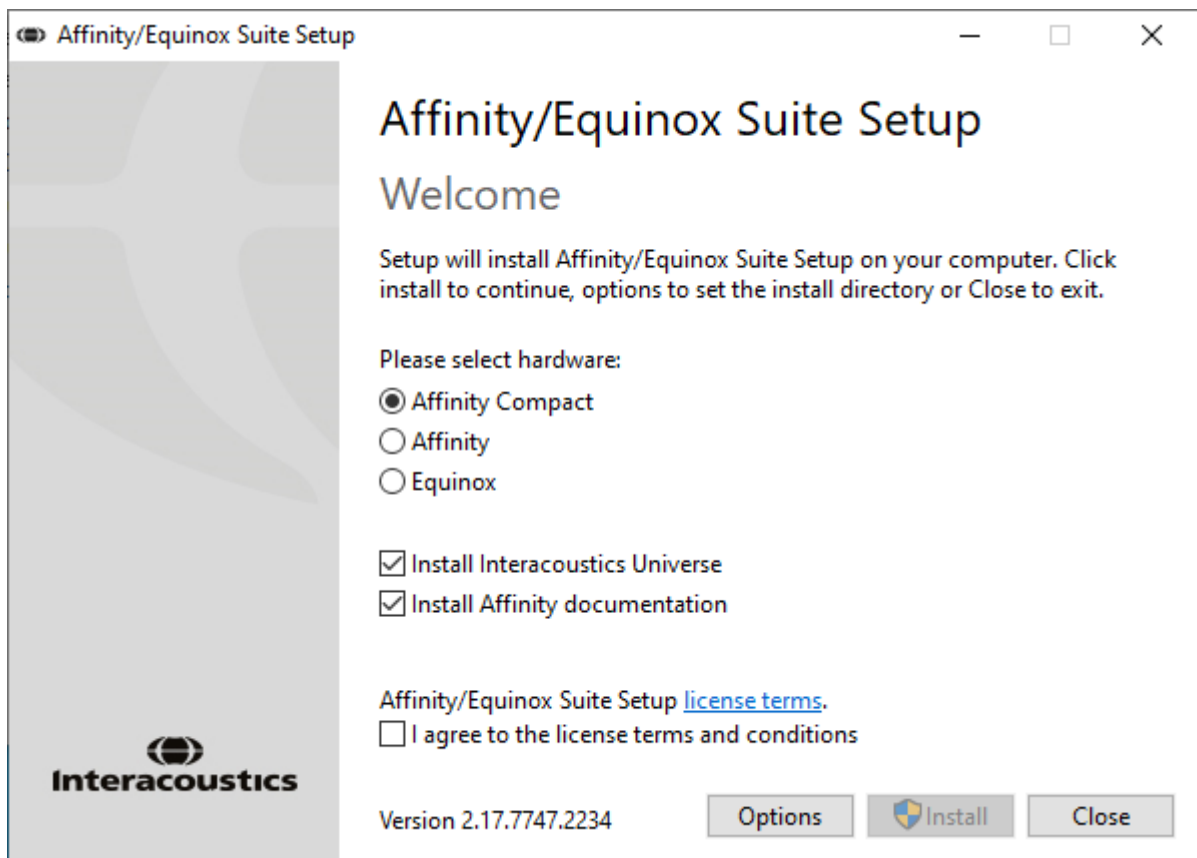 Affinity/Equinox Suite Setup
Affinity/Equinox Suite Setup
Welcome
Setup will install Affinity/Equinox Suite Setup on your computer. Click
install to continue, options to set the install directory or Close to exit.
Please select hardware:
Affinity Compact
Affinity
Equinox
Install Interacoustics Universe
Install Affinity documentation
Affinity/Equinox Suite Setup license terms.
I agree to the license terms and conditions
Interacoustics
Version 2.17.7747.2234
Options
Install
Close